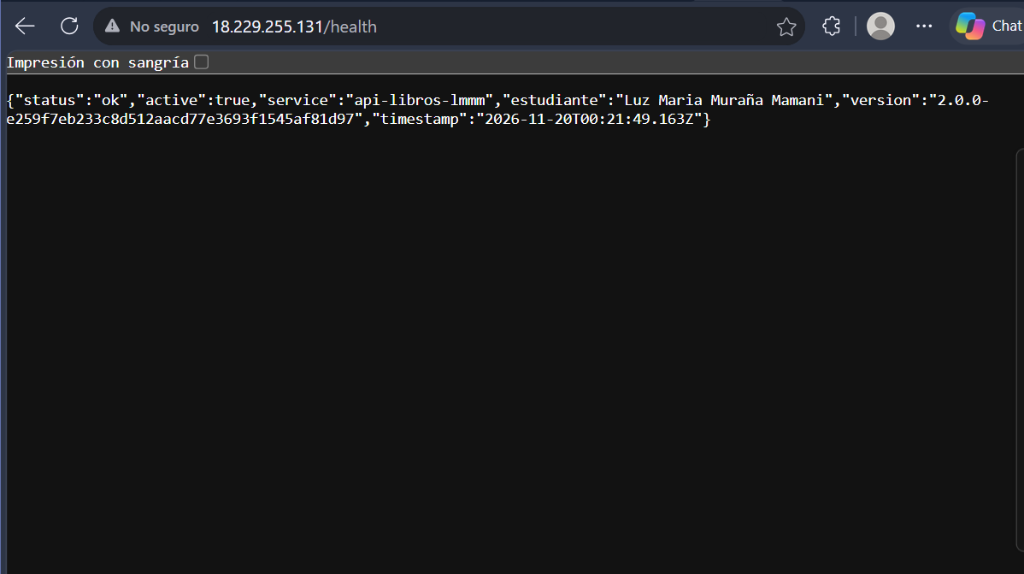 No seguro 18.229.255.131/health Chat
Impresión con sangría
{"status":"ok","active":true,"service":"api-libros-lmmm","estudiante":"Luz Maria Muraña Mamani","version":"2.0.0-
e259f7eb233c8d512aacd77e3693f1545af81d97","timestamp":"2026-11-20T00:21:49.163Z"}